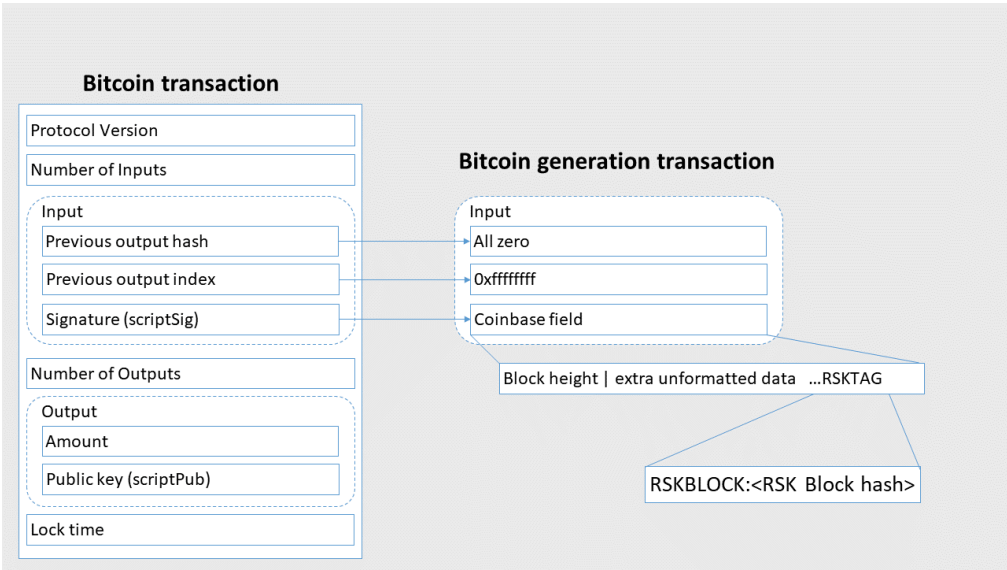 Bitcoin transaction
Protocol Version
Number of Inputs
Input
Previous output hash
Previous output index
Signature (scriptSig)
Number of Outputs
Output
Amount
Public key (scriptPub)
Lock time
Bitcoin generation transaction
Input
All zero
0xffffffff
Coinbase field
Block height | extra unformatted data ...RSKTAG
RSKBLOCK:<RSK Block hash>